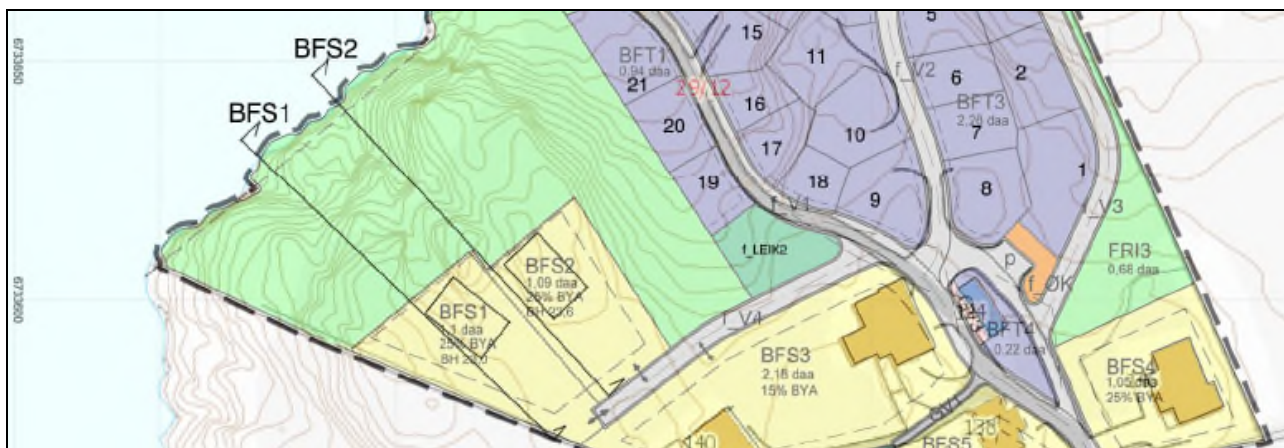 6733650
6733600
BFS2
BFS1
BFT1
0,94 daa
21
20
19
29/12
15
16
17
18
11
10
9
5
f_V2
6
BFT3
2,26 daa
7
8
2
1
f_V1
f_V3
f_LEIK2
p
f_ØK
FRI3
0,68 daa
BFS2
1,09 daa
25% BYA
BFS1
1,1 daa
25% BYA
f_V4
BFS3
2,18 daa
15% BYA
BFT4
0,22 daa
BFS4
1,05 daa
25% BYA
140
138
BFS5